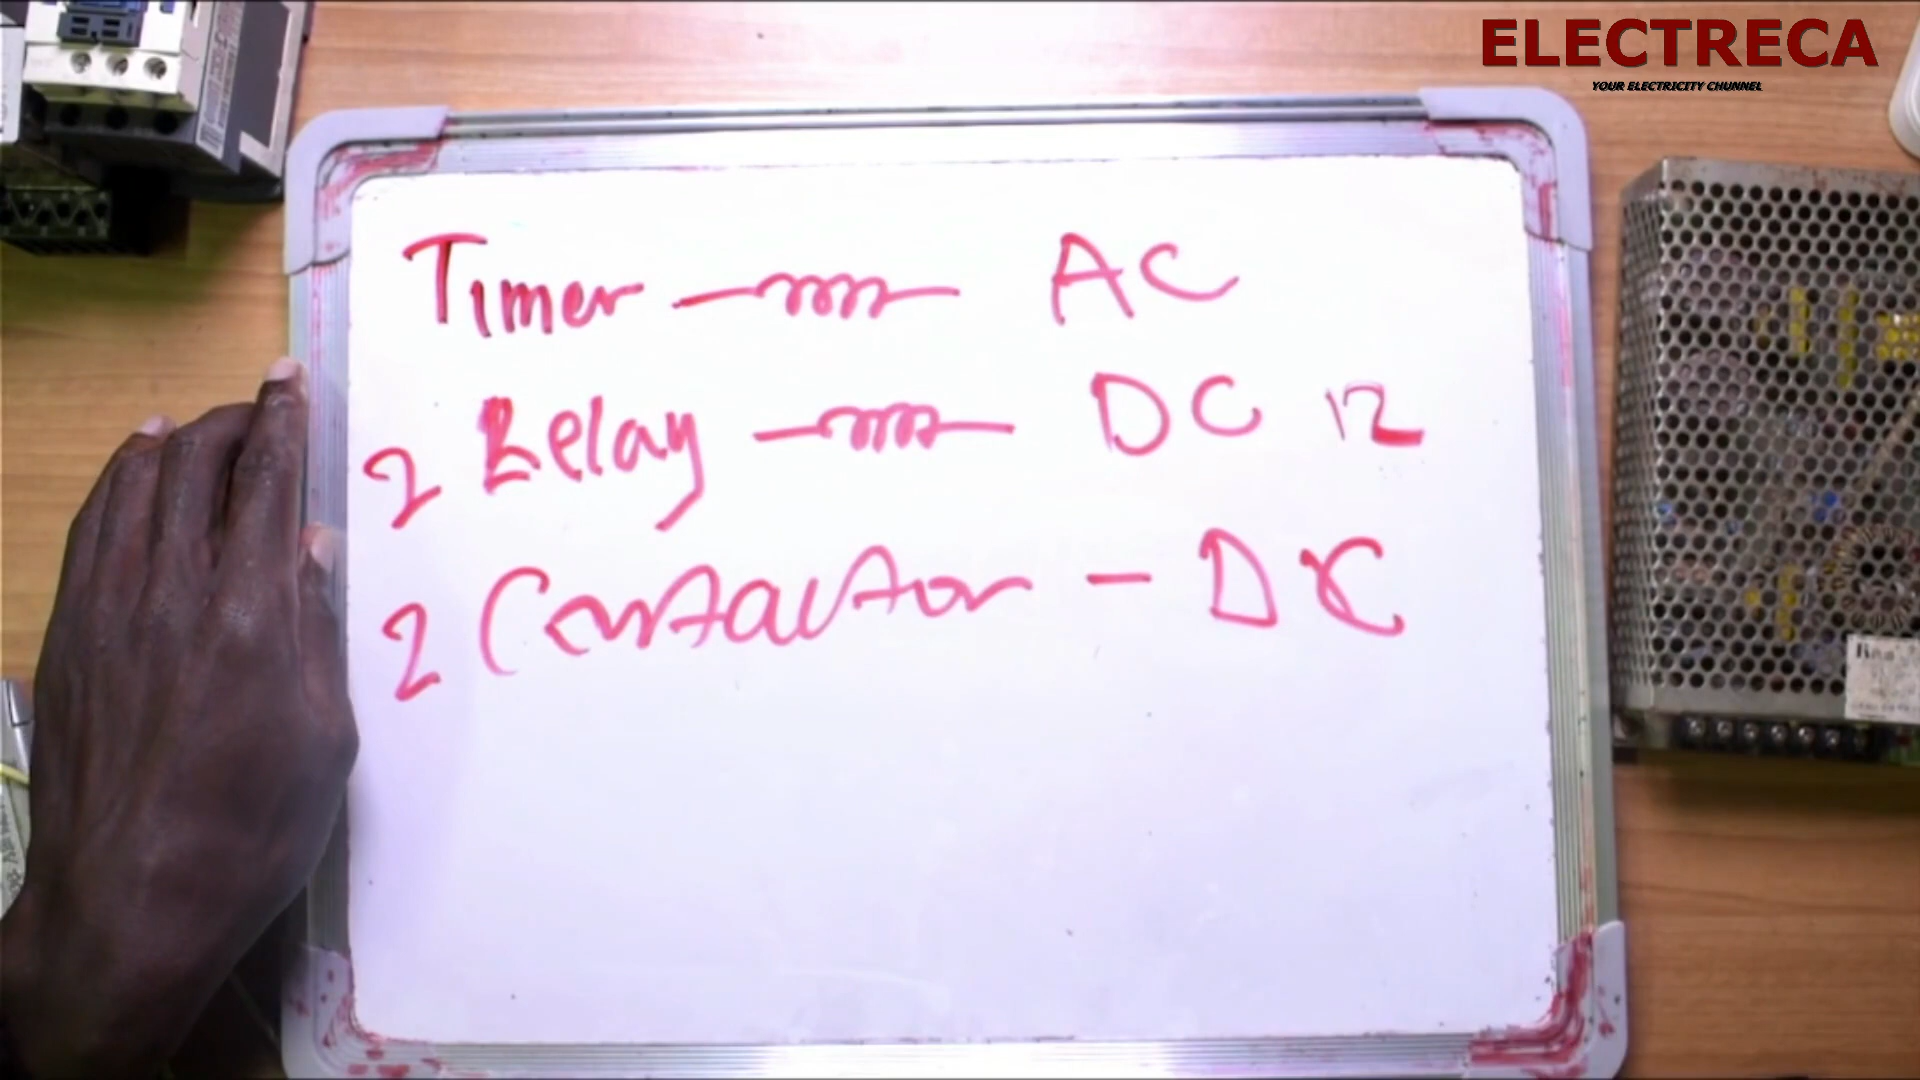 ELECTRECA
YOUR ELECTRICITY CHUNNEL
Timer AC
2 Relay DC 12
2 Contactor - DC